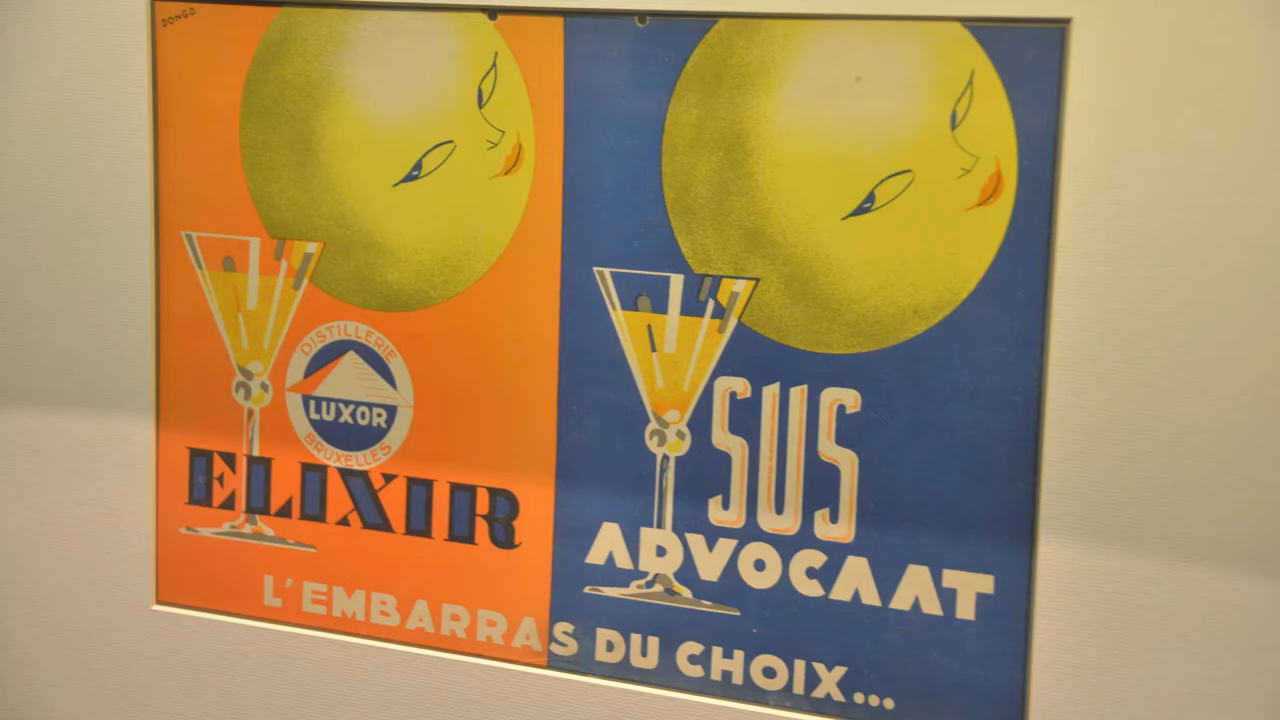 DONGO
DISTILLERIE
LUXOR
BRUXELLES
ELIXIR
SUS
ADVOCAAT
L'EMBARRAS DU CHOIX...